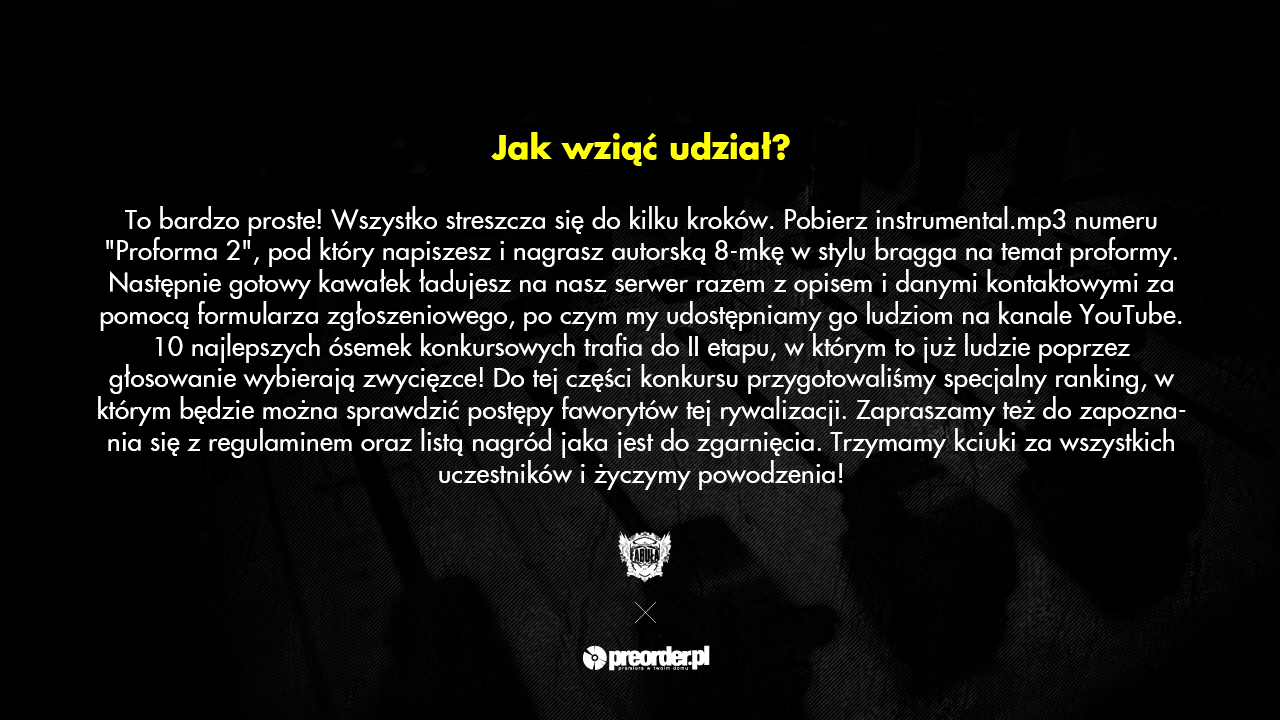 Jak wziąć udział?
To bardzo proste! Wszystko streszcza się do kilku kroków. Pobierz instrumental.mp3 numeru
"Proforma 2", pod który napiszesz i nagrasz autorską 8-mkę w stylu bragga na temat proformy.
Następnie gotowy kawałek ładujesz na nasz serwer razem z opisem i danymi kontaktowymi za
pomocą formularza zgłoszeniowego, po czym my udostępniamy go ludziom na kanale YouTube.
10 najlepszych ósemek konkursowych trafia do II etapu, w którym to już ludzie poprzez
głosowanie wybierają zwycięzce! Do tej części konkursu przygotowaliśmy specjalny ranking, w
którym będzie można sprawdzić postępy faworytów tej rywalizacji. Zapraszamy też do zapozna-
nia się z regulaminem oraz listą nagród jaka jest do zgarnięcia. Trzymamy kciuki za wszystkich
uczestników i życzymy powodzenia!
FABUŁA
preorder.pl
premiera w twoim domu